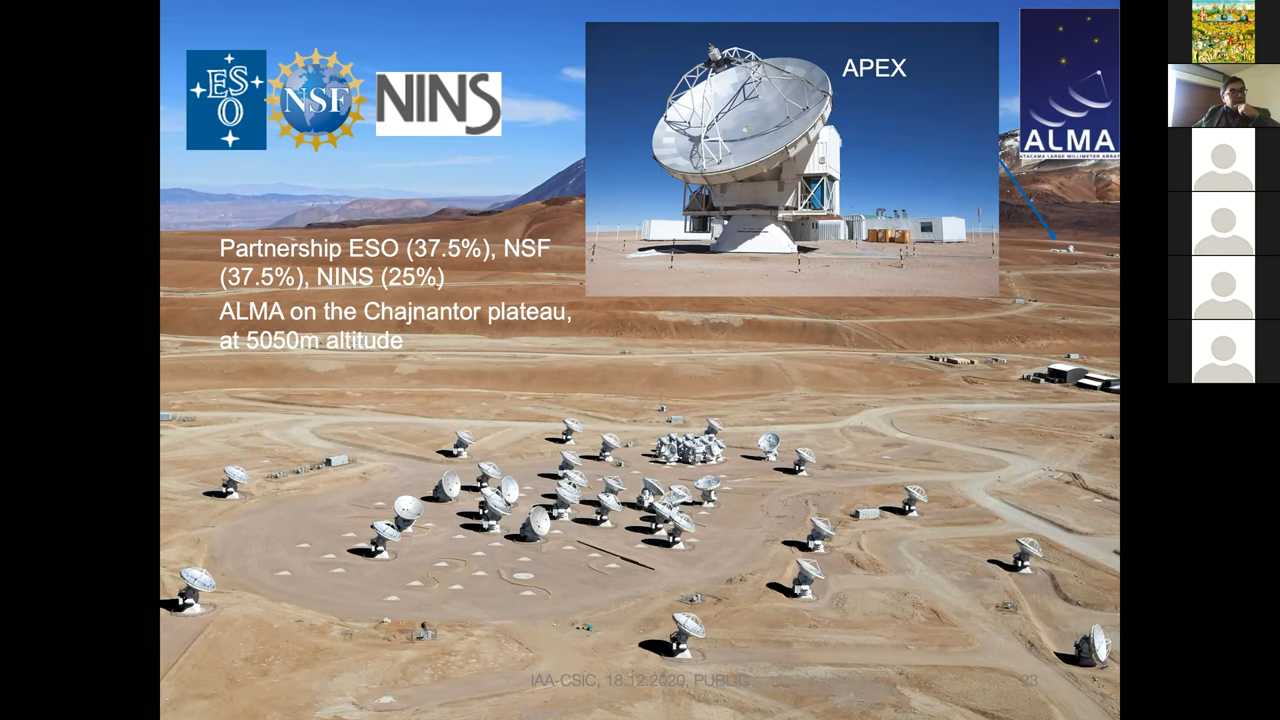 ESO
NSF
NINS
APEX
ALMA
ATACAMA LARGE MILLIMETER ARRAY
Partnership ESO (37.5%), NSF
(37.5%), NINS (25%)
ALMA on the Chajnantor plateau,
at 5050m altitude
IAA-CSIC, 18.12.2020, PUBLIC
23